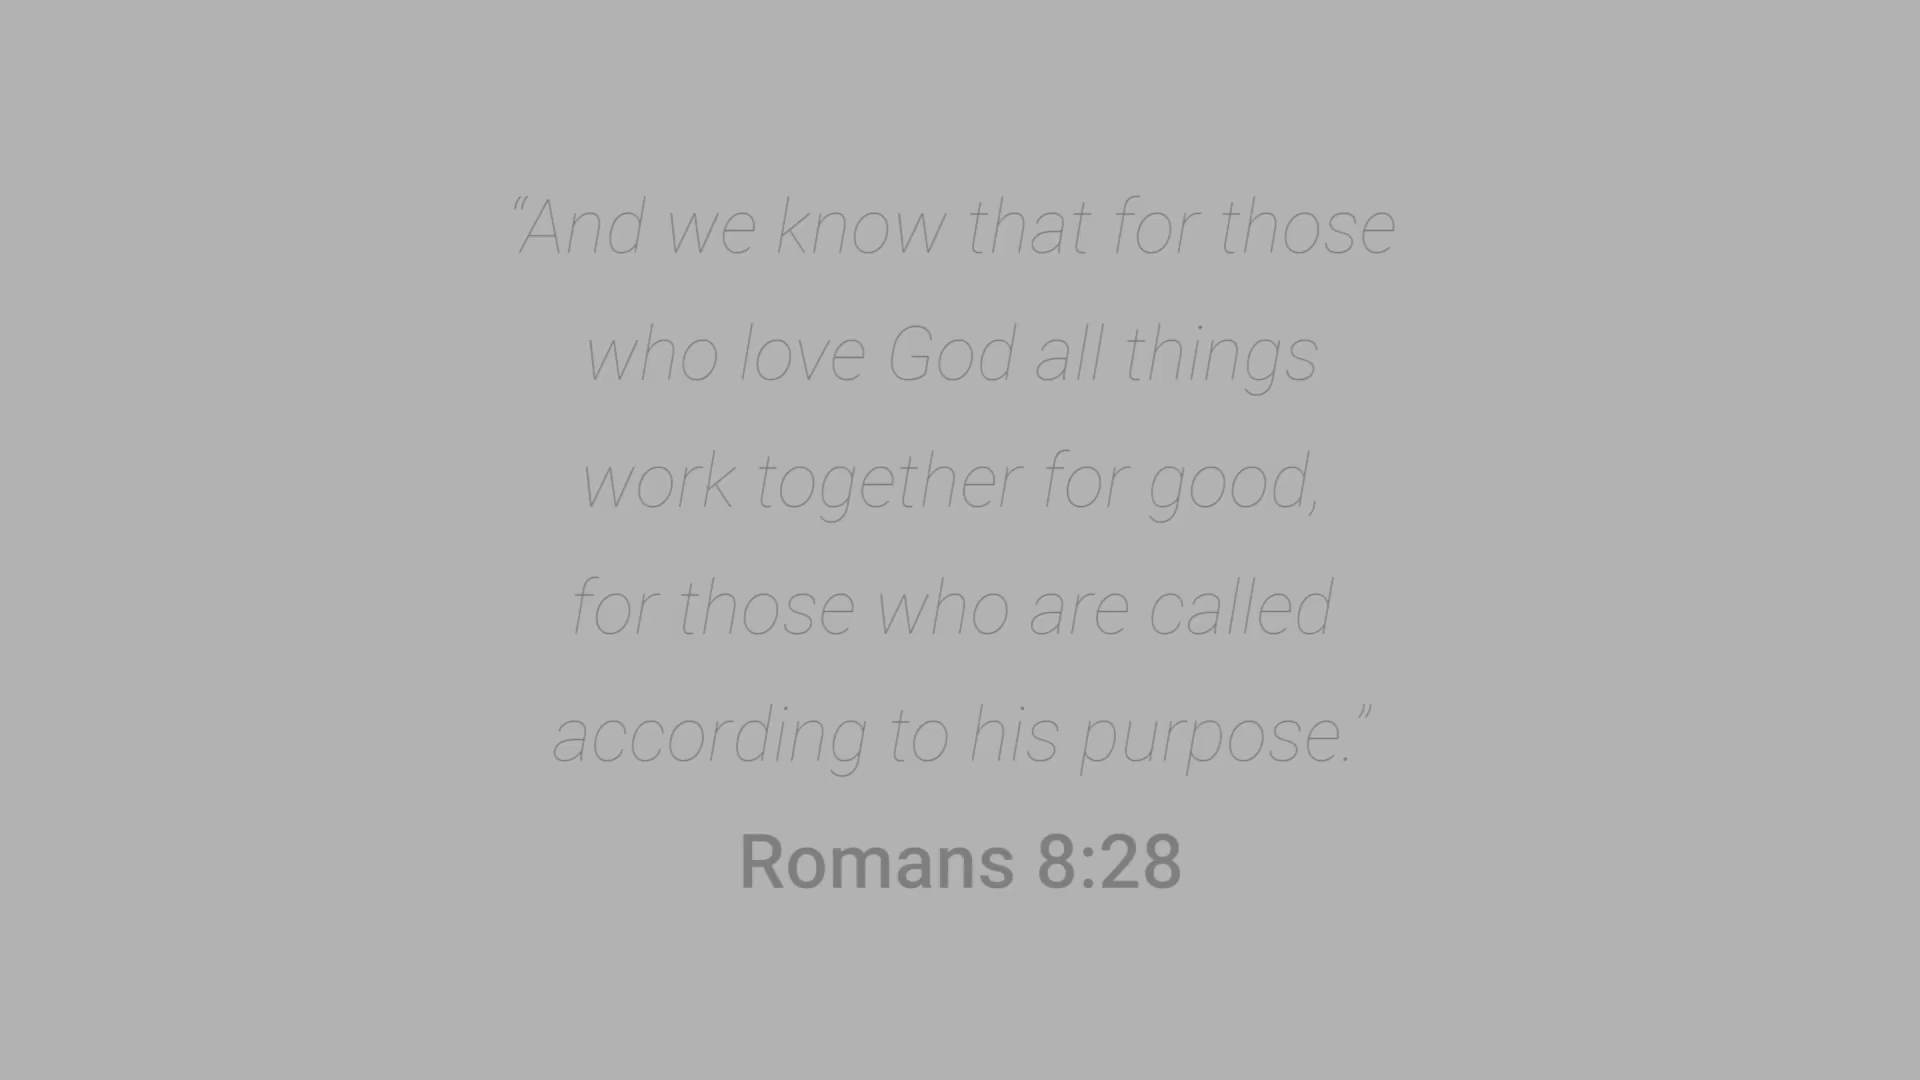 “And we know that for those
who love God all things
work together for good,
for those who are called
according to his purpose.”
Romans 8:28